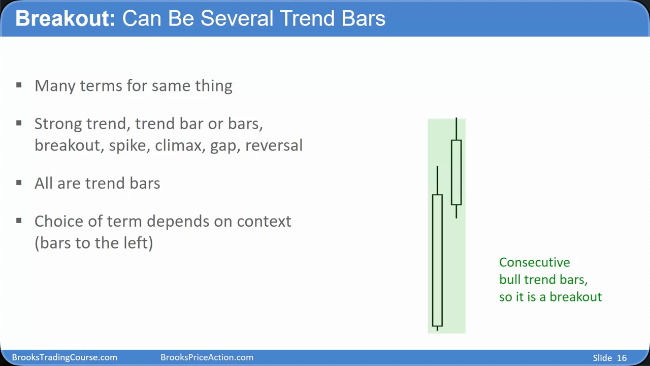 Breakout: Can Be Several Trend Bars
Many terms for same thing
Strong trend, trend bar or bars,
breakout, spike, climax, gap, reversal
All are trend bars
Choice of term depends on context
(bars to the left)
Consecutive
bull trend bars,
so it is a breakout
BrooksTradingCourse.com BrooksPriceAction.com Slide 16